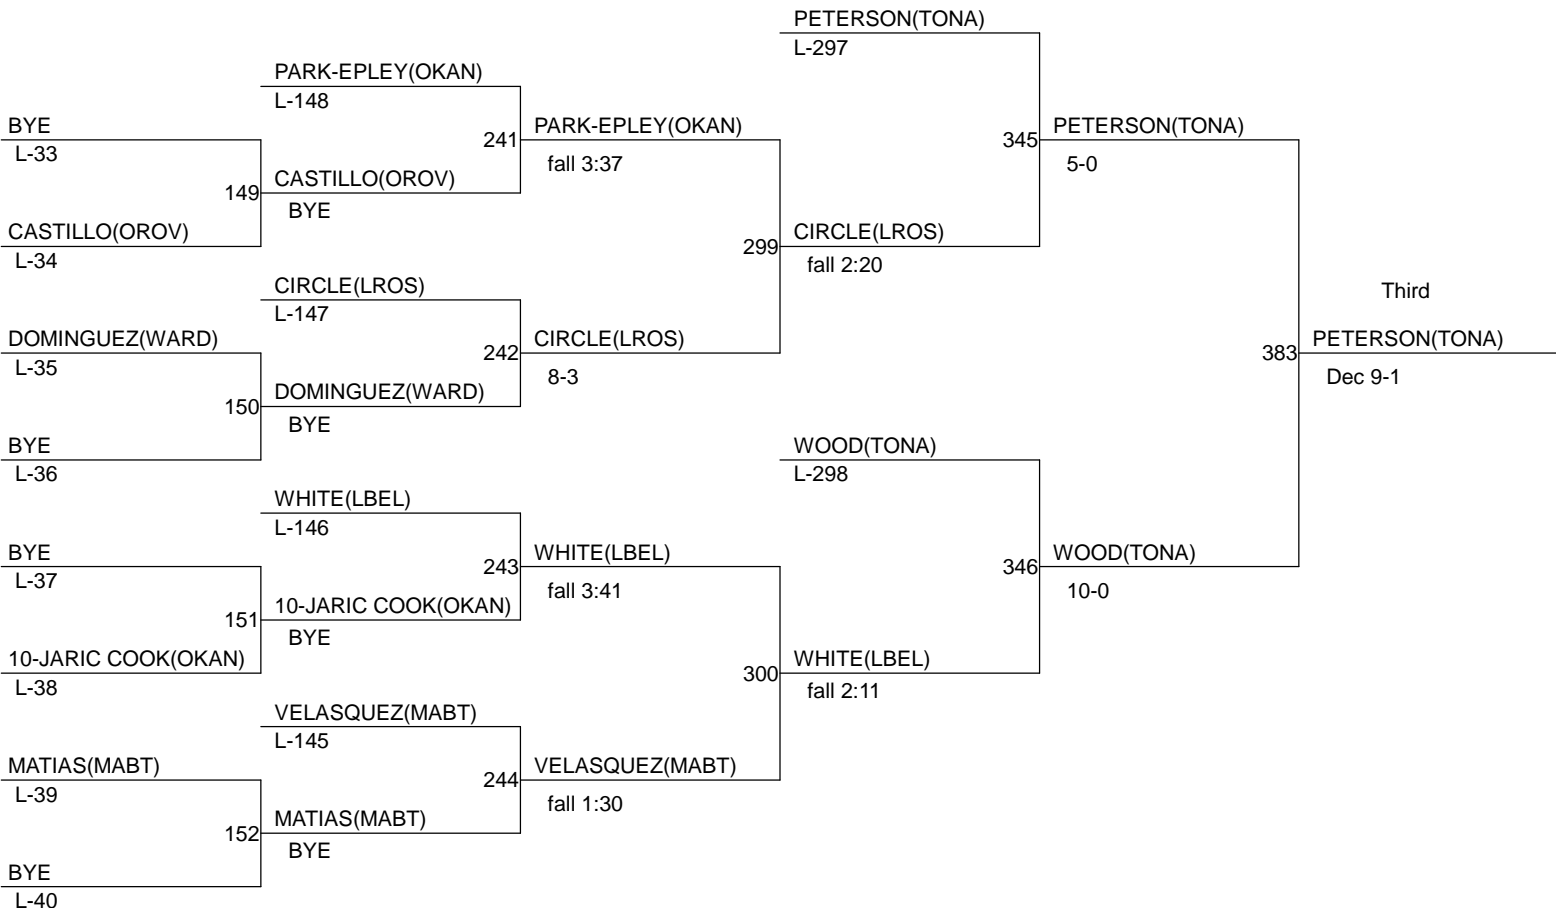 PETERSON(TONA)
L-297
PARK-EPLEY(OKAN)
L-148
BYE
L-33
241
PARK-EPLEY(OKAN)
fall 3:37
345
PETERSON(TONA)
5-0
149
CASTILLO(OROV)
BYE
CASTILLO(OROV)
L-34
299
CIRCLE(LROS)
fall 2:20
CIRCLE(LROS)
L-147
Third
DOMINGUEZ(WARD)
L-35
242
CIRCLE(LROS)
8-3
383
PETERSON(TONA)
Dec 9-1
150
DOMINGUEZ(WARD)
BYE
BYE
L-36
WOOD(TONA)
L-298
WHITE(LBEL)
L-146
BYE
L-37
243
WHITE(LBEL)
fall 3:41
346
WOOD(TONA)
10-0
151
10-JARIC COOK(OKAN)
BYE
10-JARIC COOK(OKAN)
L-38
300
WHITE(LBEL)
fall 2:11
VELASQUEZ(MABT)
L-145
MATIAS(MABT)
L-39
244
VELASQUEZ(MABT)
fall 1:30
152
MATIAS(MABT)
BYE
BYE
L-40